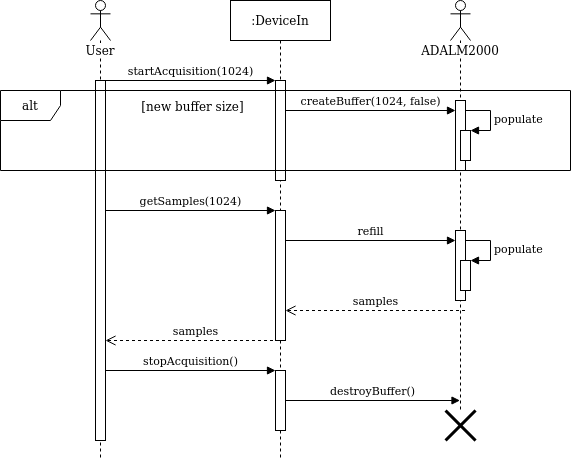 :DeviceIn
User
ADALM2000
startAcquisition(1024)
alt
[new buffer size]
createBuffer(1024, false)
populate
getSamples(1024)
refill
populate
samples
samples
stopAcquisition()
destroyBuffer()